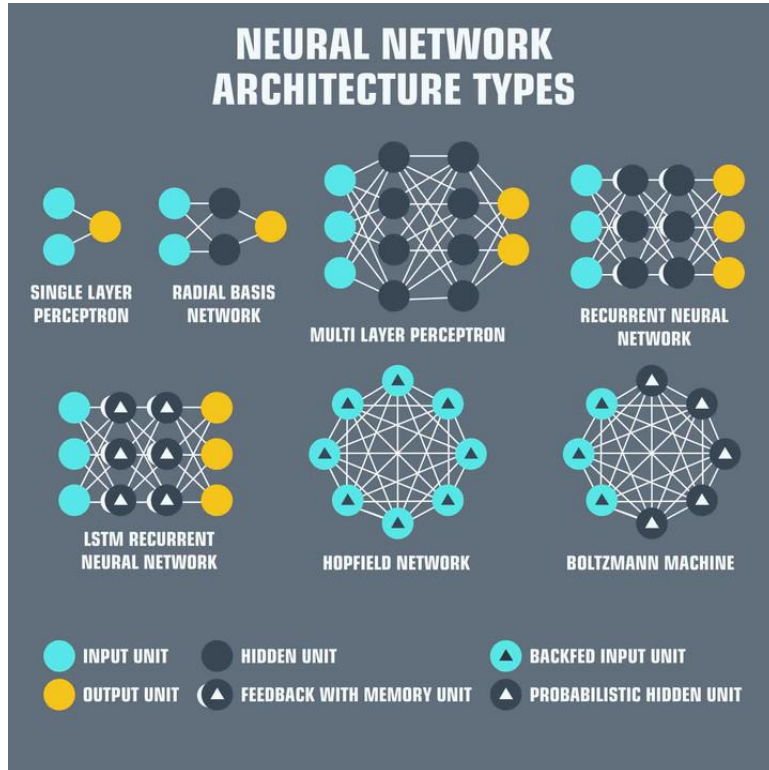 NEURAL NETWORK
ARCHITECTURE TYPES
SINGLE LAYER
PERCEPTRON
RADIAL BASIS
NETWORK
MULTI LAYER PERCEPTRON
RECURRENT NEURAL
NETWORK
LSTM RECURRENT
NEURAL NETWORK
HOPFIELD NETWORK
BOLTZMANN MACHINE
INPUT UNIT
HIDDEN UNIT
BACKFED INPUT UNIT
OUTPUT UNIT
FEEDBACK WITH MEMORY UNIT
PROBABILISTIC HIDDEN UNIT